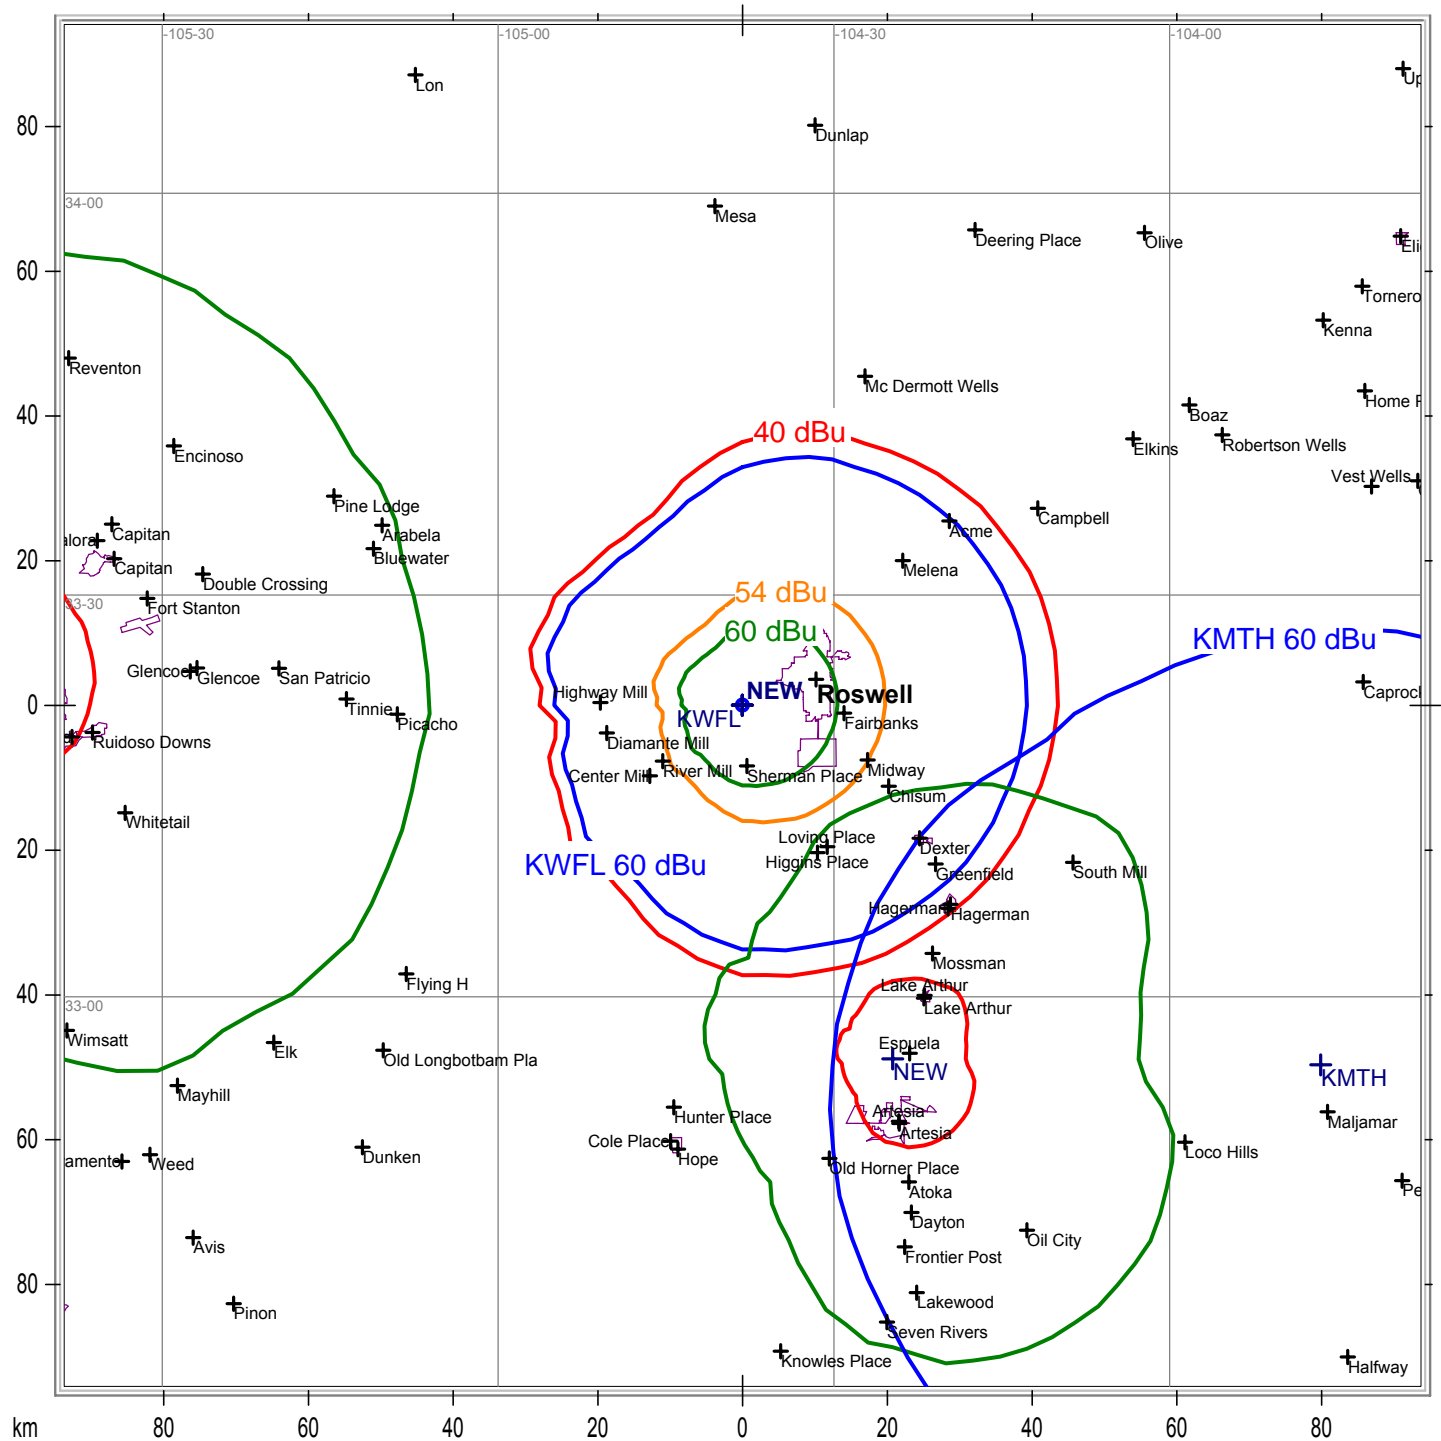 -105-30
-105-00
-104-30
-104-00
Lon
Up
80
Dunlap
34-00
Mesa
Deering Place
Olive
Eli
60
Tornero
Kenna
Reventon
Mc Dermott Wells
Home
40
Boaz
40 dBu
Elkins
Robertson Wells
Encinoso
Vest Wells
Pine Lodge
Campbell
Capitan
Arabela
Acme
alora
Bluewater
20
Capitan
Melena
Double Crossing
54 dBu
33-30
Fort Stanton
60 dBu
KMTH 60 dBu
Glencoe
Glencoe
San Patricio
Highway Mill
NEW
Roswell
Caprock
0
Tinnie
Picacho
KWFL
Fairbanks
Ruidoso Downs
Diamante Mill
Center Mill
River Mill
Sherman Place
Midway
Chisum
Whitetail
Loving Place
20
Dexter
KWFL 60 dBu
Higgins Place
Greenfield
South Mill
Hagerman
Hagerman
Mossman
Flying H
Lake Arthur
40
33-00
Lake Arthur
Wimsatt
Elk
Old Longbotbam Pla
Espuela
NEW
KMTH
Mayhill
Hunter Place
Artesia
Maljamar
Artesia
60
Cole Place
Hope
Loco Hills
amento
Weed
Dunken
Old Horner Place
Atoka
Pe
Dayton
Avis
Oil City
Frontier Post
80
Lakewood
Pinon
Seven Rivers
Knowles Place
Halfway
km
80
60
40
20
0
20
40
60
80